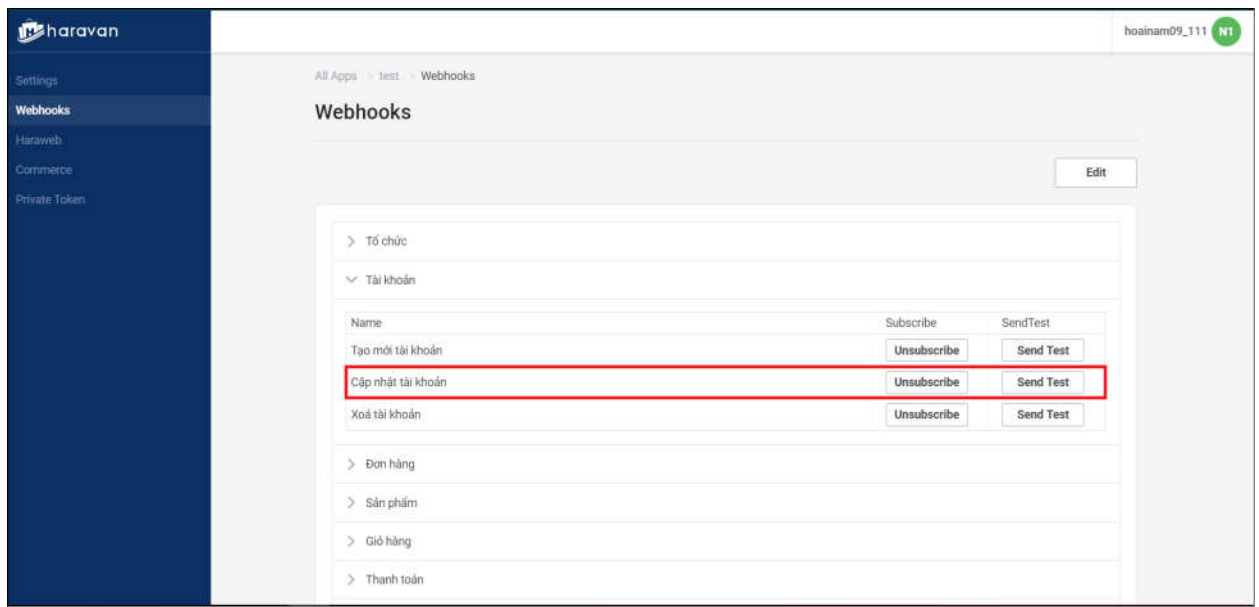 haravan
hoainam09_111 N1
Settings
Webhooks
Haraweb
Commerce
Private Token
All Apps > test > Webhooks
Webhooks
Edit
Tổ chức
Tài khoản
Name Subscribe SendTest
Tạo mới tài khoản Unsubscribe Send Test
Cập nhật tài khoản Unsubscribe Send Test
Xoá tài khoản Unsubscribe Send Test
Đơn hàng
Sản phẩm
Giỏ hàng
Thanh toán